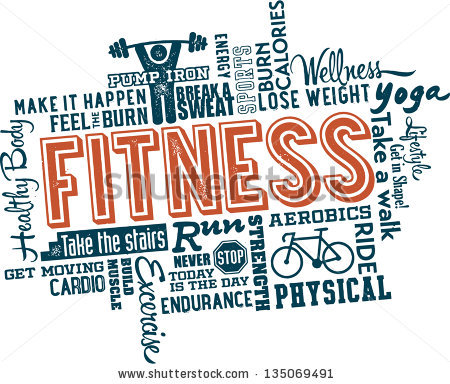 PUMP IRON
ENERGY
SPORTS
BURN
CALORIES
Wellness
MAKE IT HAPPEN
BREAK A
SWEAT
LOSE WEIGHT
yoga
FEEL THE BURN
Healthy Body
FITNESS
Take a walk
Lifestyle
Get in Shape!
Take the stairs
Run
STRENGTH
AEROBICS
RIDE
GET MOVING
CARDIO
BUILD
MUSCLE
Exercise
NEVER
STOP
TODAY
IS THE DAY
ENDURANCE
PHYSICAL
shutterstock
www.shutterstock.com · 135069491